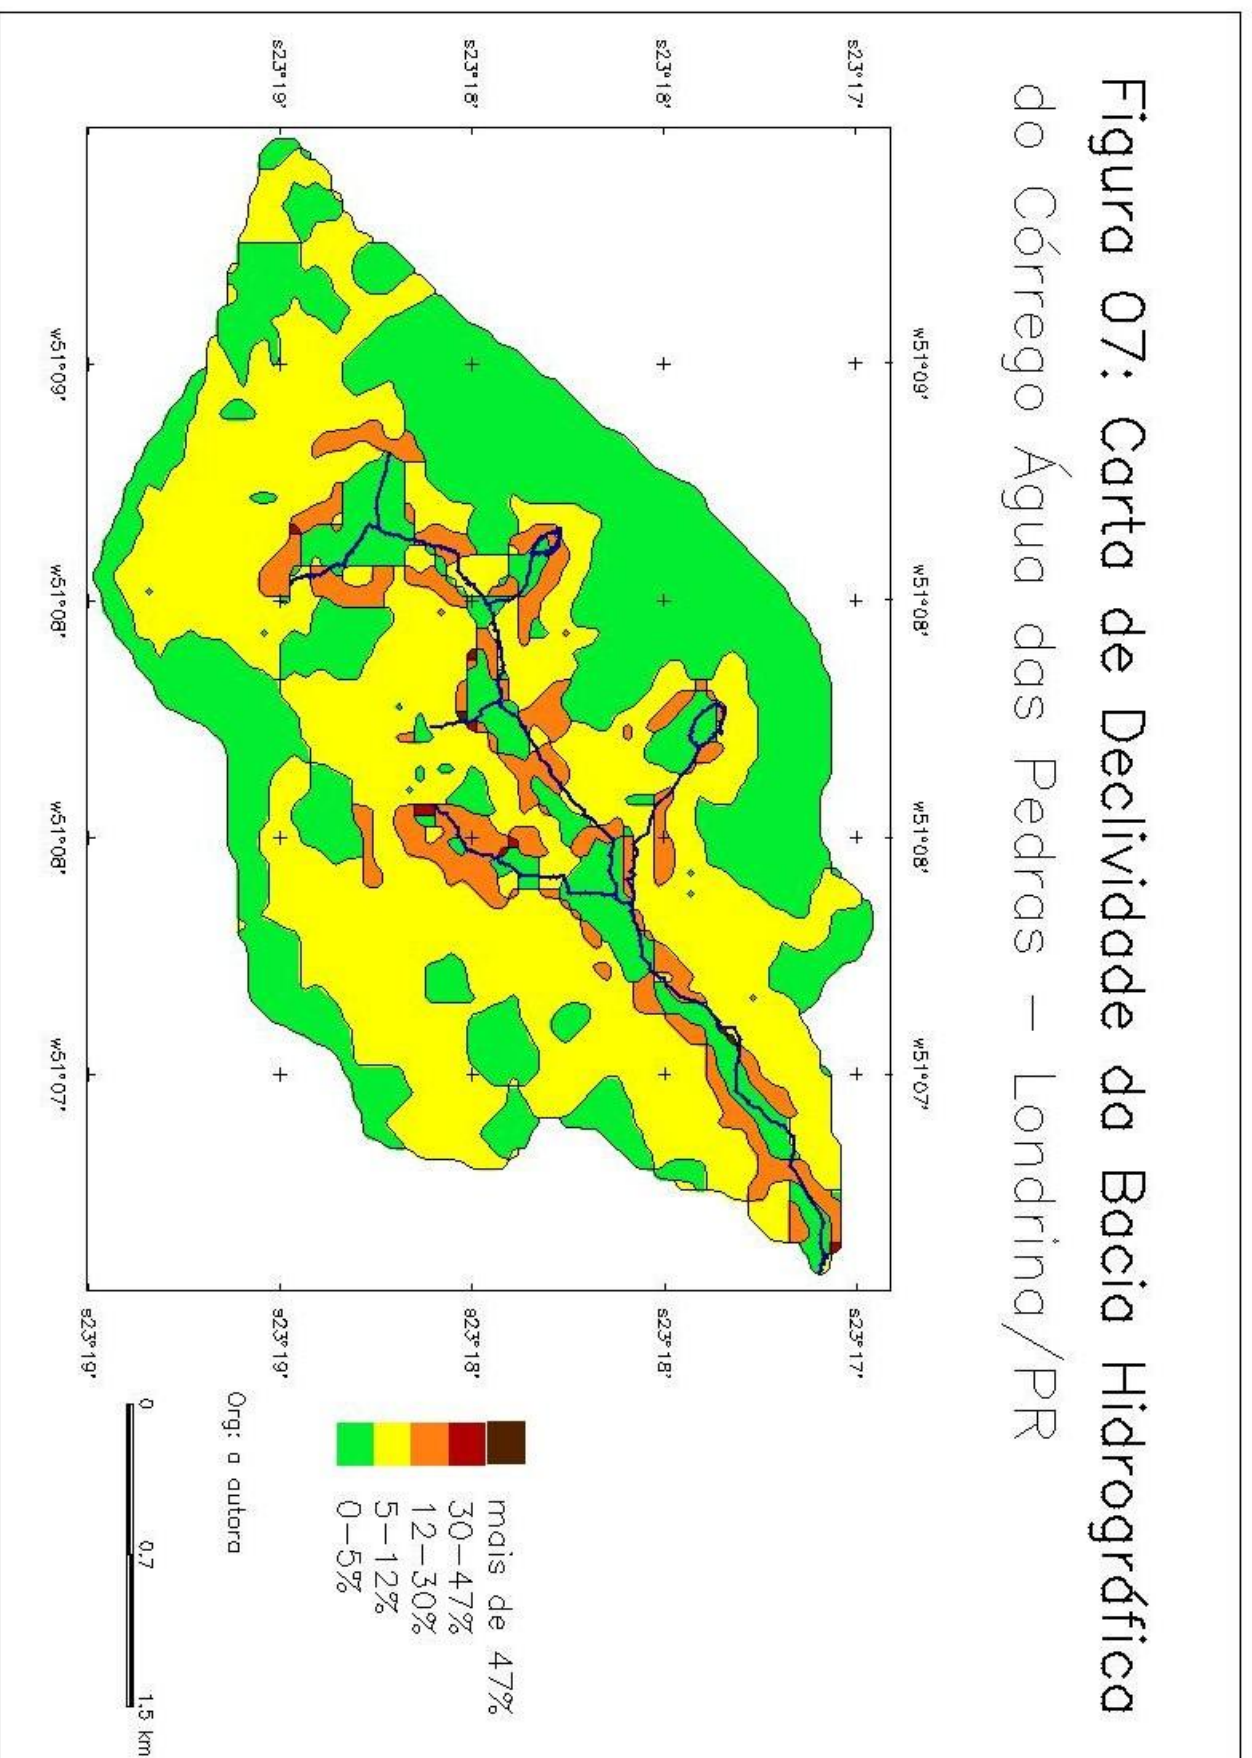 Figura 07: Carta de Declividade da Bacia Hidrográfica
do Córrego Água das Pedras - Londrina/PR
w51°09' w51°08' w51°08' w51°07'
s23°17' s23°17'
s23°18' s23°18'
s23°18' s23°18'
s23°19' s23°19'
s23°19'
w51°09' w51°08' w51°08' w51°07'
mais de 47%
30-47%
12-30%
5-12%
0-5%
Org: a autora
0 0.7 1.5 km